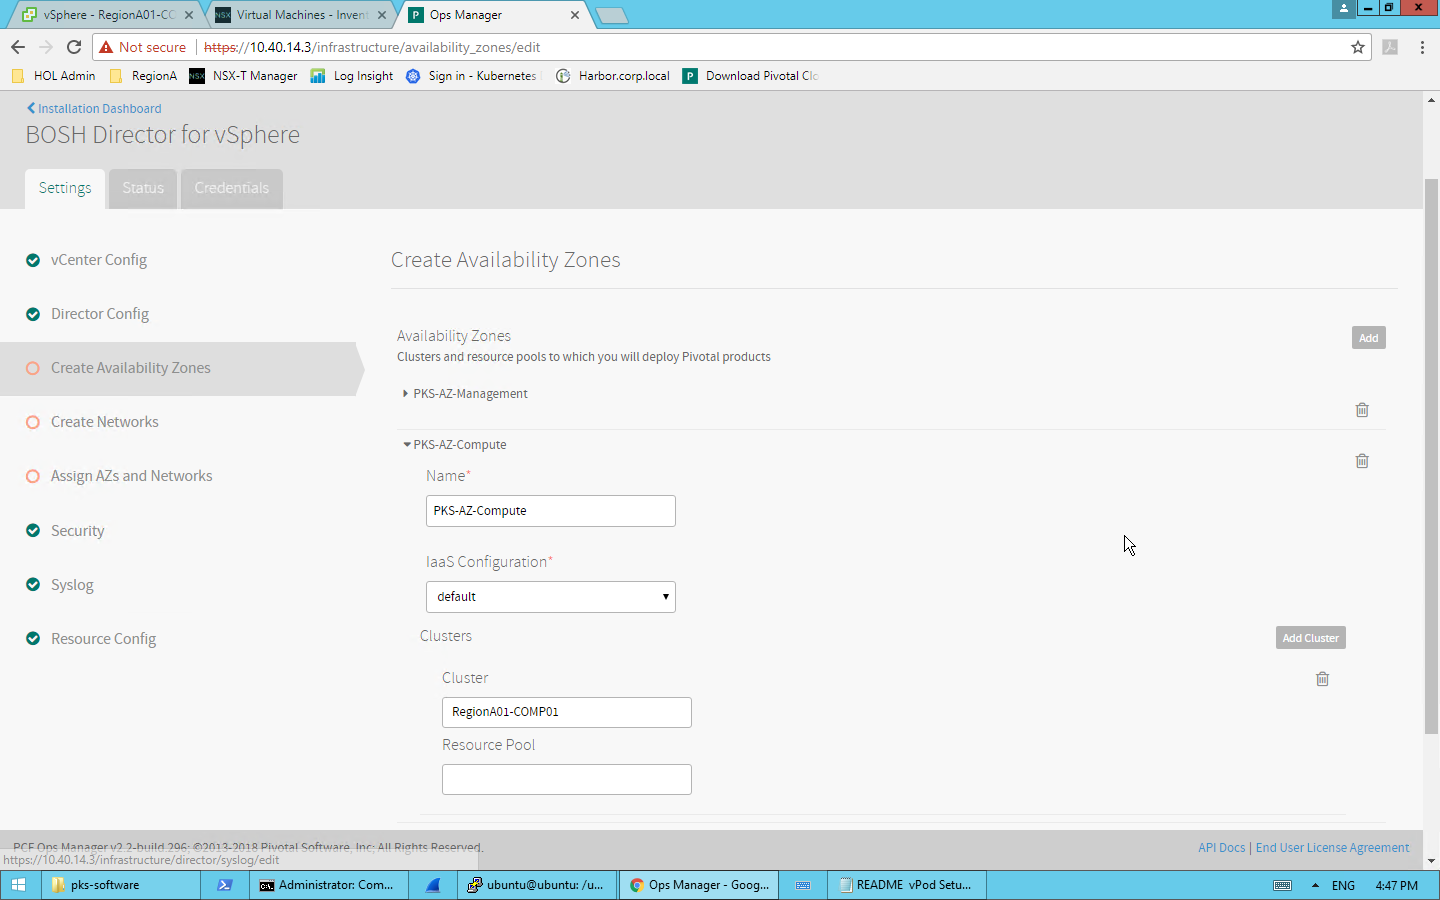 vSphere - RegionA01-CO
NSX
Virtual Machines - Invent
P
Ops Manager
Not secure
https://10.40.14.3/infrastructure/availability_zones/edit
HOL Admin
RegionA
NSX
NSX-T Manager
Log Insight
Sign in - Kubernetes
Harbor.corp.local
P
Download Pivotal Clo
Installation Dashboard
BOSH Director for vSphere
Settings
Status
Credentials
vCenter Config
Director Config
Create Availability Zones
Create Networks
Assign AZs and Networks
Security
Syslog
Resource Config
Create Availability Zones
Availability Zones
Add
Clusters and resource pools to which you will deploy Pivotal products
PKS-AZ-Management
PKS-AZ-Compute
Name*
PKS-AZ-Compute
IaaS Configuration*
default
Clusters
Add Cluster
Cluster
RegionA01-COMP01
Resource Pool
PCF Ops Manager v2.2-build.296; ©2013-2018 Pivotal Software, Inc; All Rights Reserved.
API Docs | End User License Agreement
https://10.40.14.3/infrastructure/director/syslog/edit
pks-software
Administrator: Com...
ubuntu@ubuntu: /u...
Ops Manager - Goog...
README vPod Setu...
ENG
4:47 PM